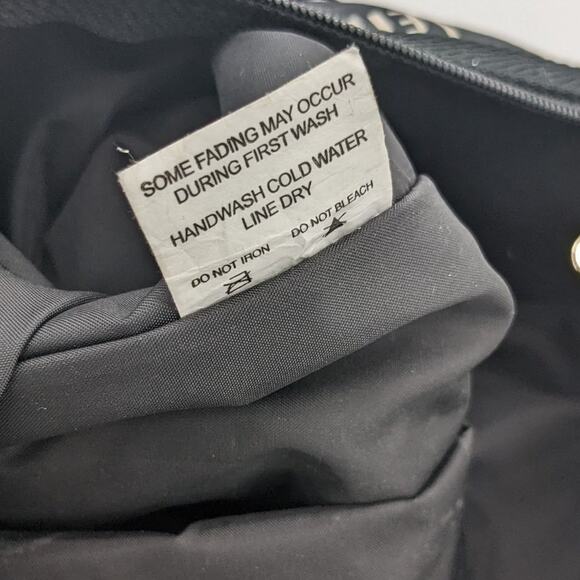 SOME FADING MAY OCCUR
DURING FIRST WASH
HANDWASH COLD WATER
LINE DRY
DO NOT IRON DO NOT BLEACH